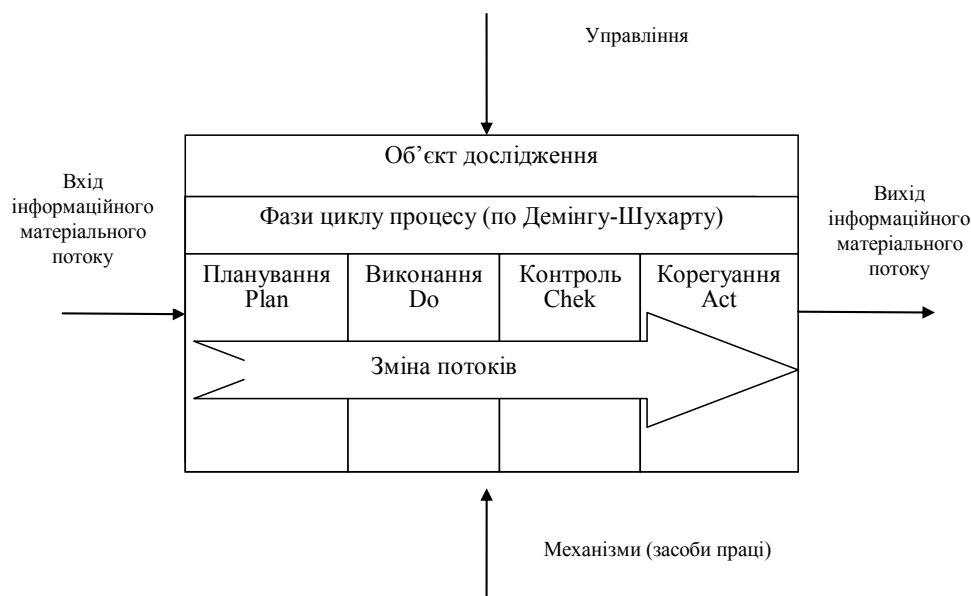 Управління
Об’єкт дослідження
Вхід
інформаційного
матеріального
потоку
Фази циклу процесу (по Демінгу-Шухарту)
Вихід
інформаційного
матеріального
потоку
Планування
Plan
Виконання
Do
Контроль
Chek
Корегуання
Act
Зміна потоків
Механізми (засоби праці)